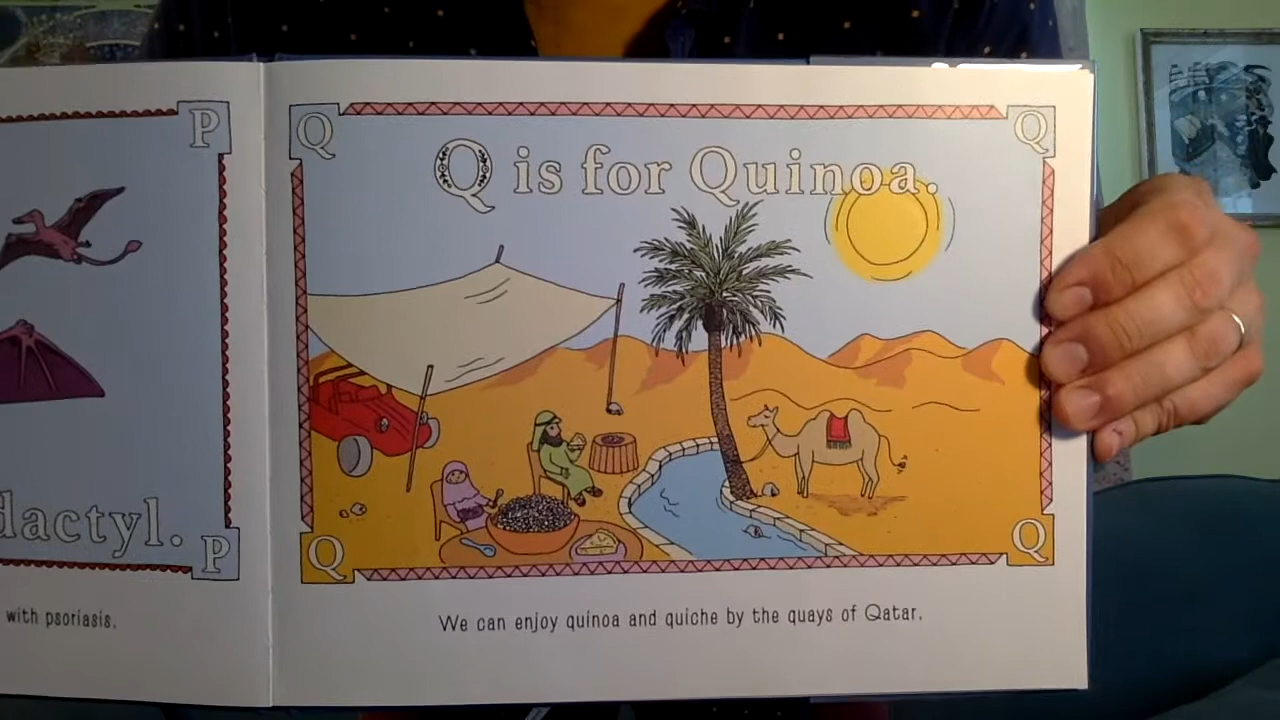 P
dactyl.
P
with psoriasis.
Q
Q
Q is for Quinoa.
Q
Q
We can enjoy quinoa and quiche by the quays of Qatar.